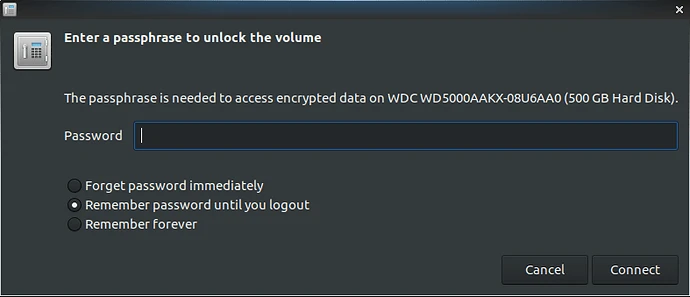 Enter a passphrase to unlock the volume
The passphrase is needed to access encrypted data on WDC WD5000AAKX-08U6AA0 (500 GB Hard Disk).
Password
Forget password immediately
Remember password until you logout
Remember forever
Cancel Connect